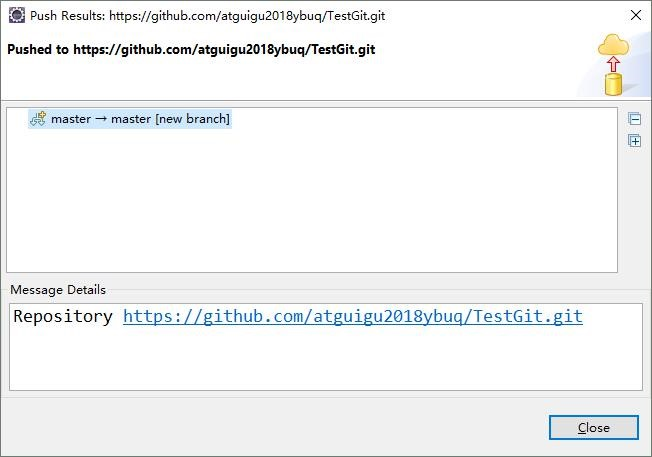 Push Results: https://github.com/atguigu2018ybuq/TestGit.git
Pushed to https://github.com/atguigu2018ybuq/TestGit.git
master → master [new branch]
Message Details
Repository https://github.com/atguigu2018ybuq/TestGit.git
Close